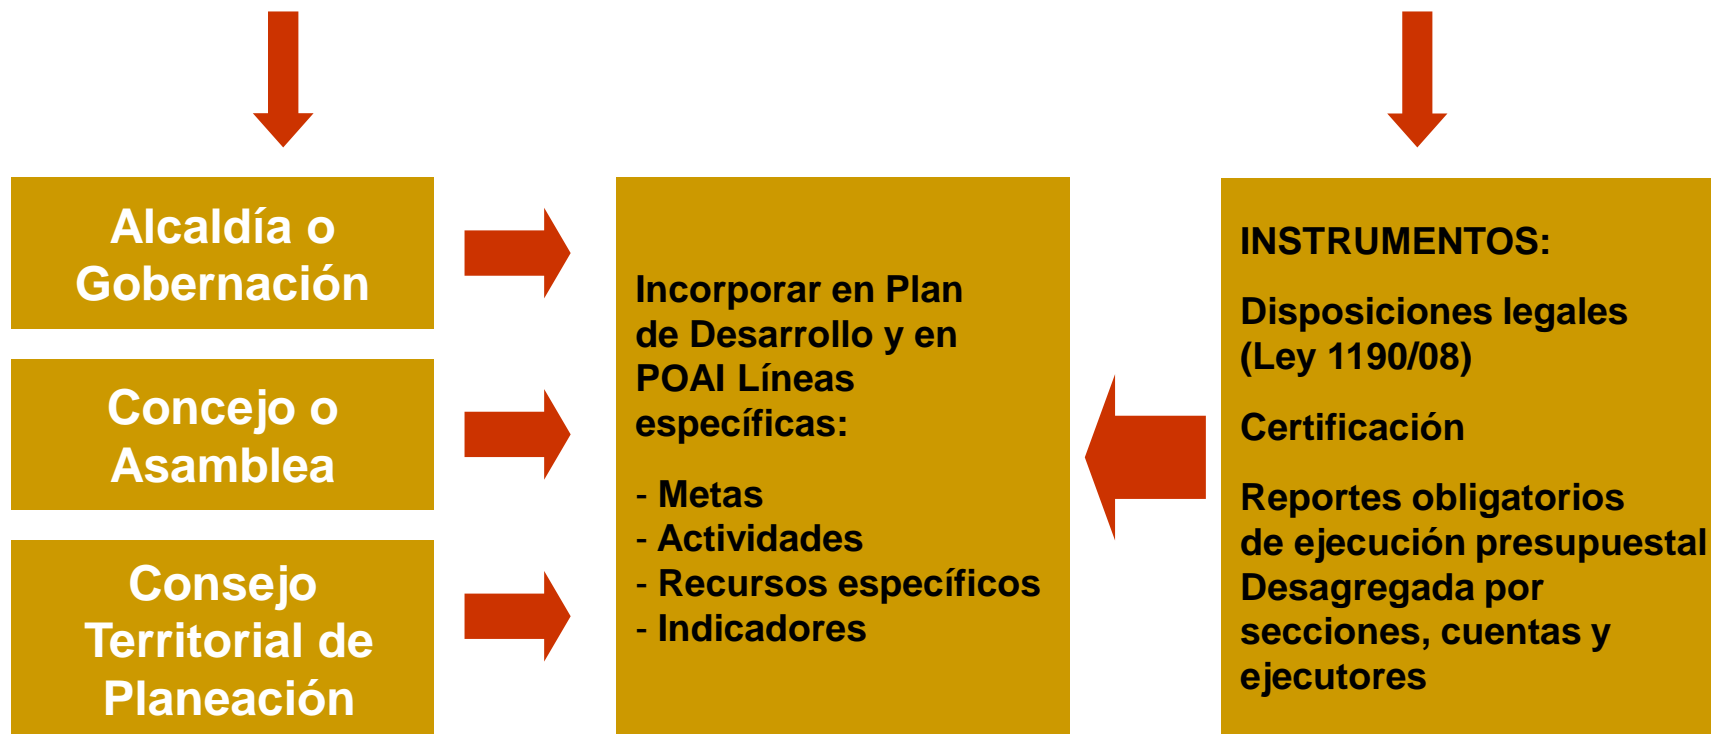 Alcaldía o
Gobernación
Concejo o
Asamblea
Consejo
Territorial de
Planeación
Incorporar en Plan
de Desarrollo y en
POAI Líneas
específicas:
- Metas
- Actividades
- Recursos específicos
- Indicadores
INSTRUMENTOS:
Disposiciones legales
(Ley 1190/08)
Certificación
Reportes obligatorios
de ejecución presupuestal
Desagregada por
secciones, cuentas y
ejecutores